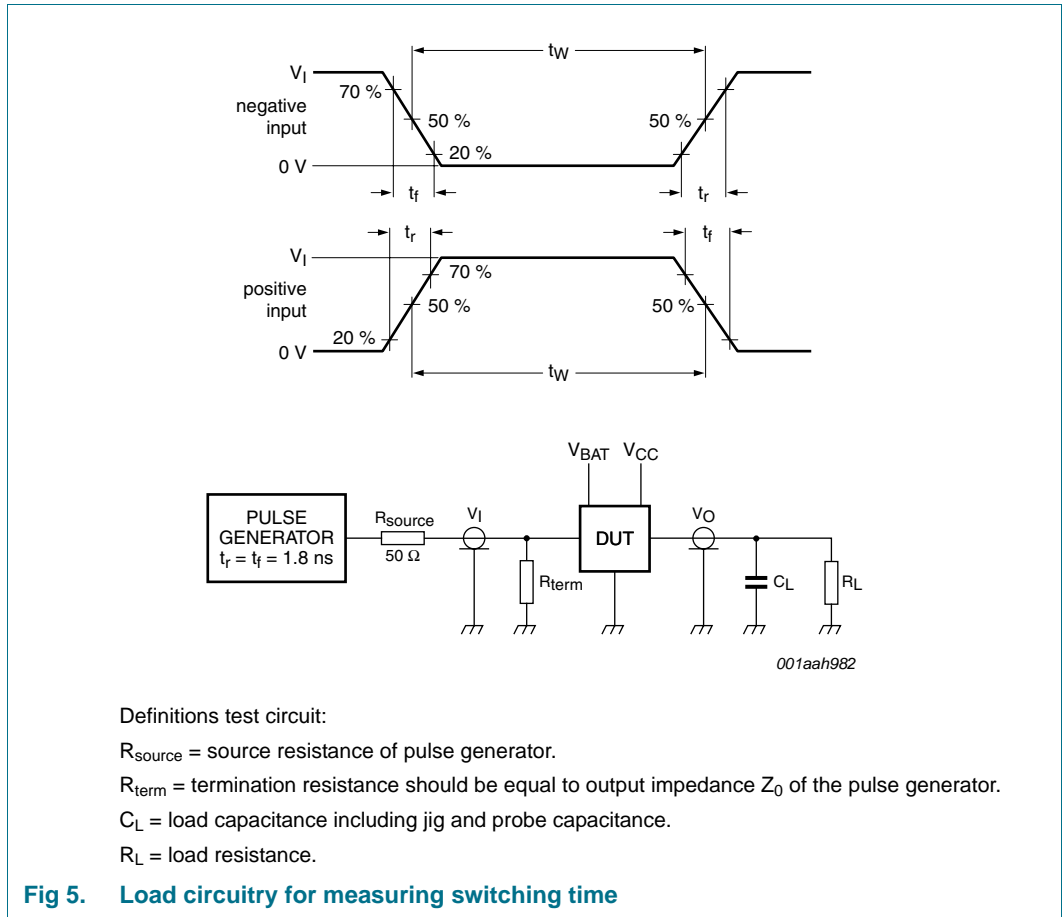 tW
VI
70 %
negative
input
50 %
50 %
20 %
0 V
tf
tr
tr
tf
VI
70 %
positive
input
50 %
50 %
20 %
0 V
tW
VBAT
VCC
PULSE
GENERATOR
tr = tf = 1.8 ns
Rsource
50 Ω
VI
DUT
VO
Rterm
CL
RL
001aah982
Definitions test circuit:
Rsource = source resistance of pulse generator.
Rterm = termination resistance should be equal to output impedance Z0 of the pulse generator.
CL = load capacitance including jig and probe capacitance.
RL = load resistance.
Fig 5. Load circuitry for measuring switching time